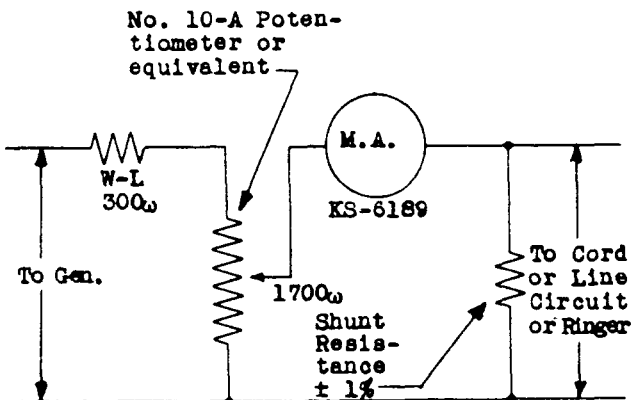 No. 10-A Poten-
tiometer or
equivalent
M.A.
W-L
300ω
KS-6189
To Gen.
1700ω
To Cord
or Line
Circuit
or Ringer
Shunt
Resis-
tance
± 1%